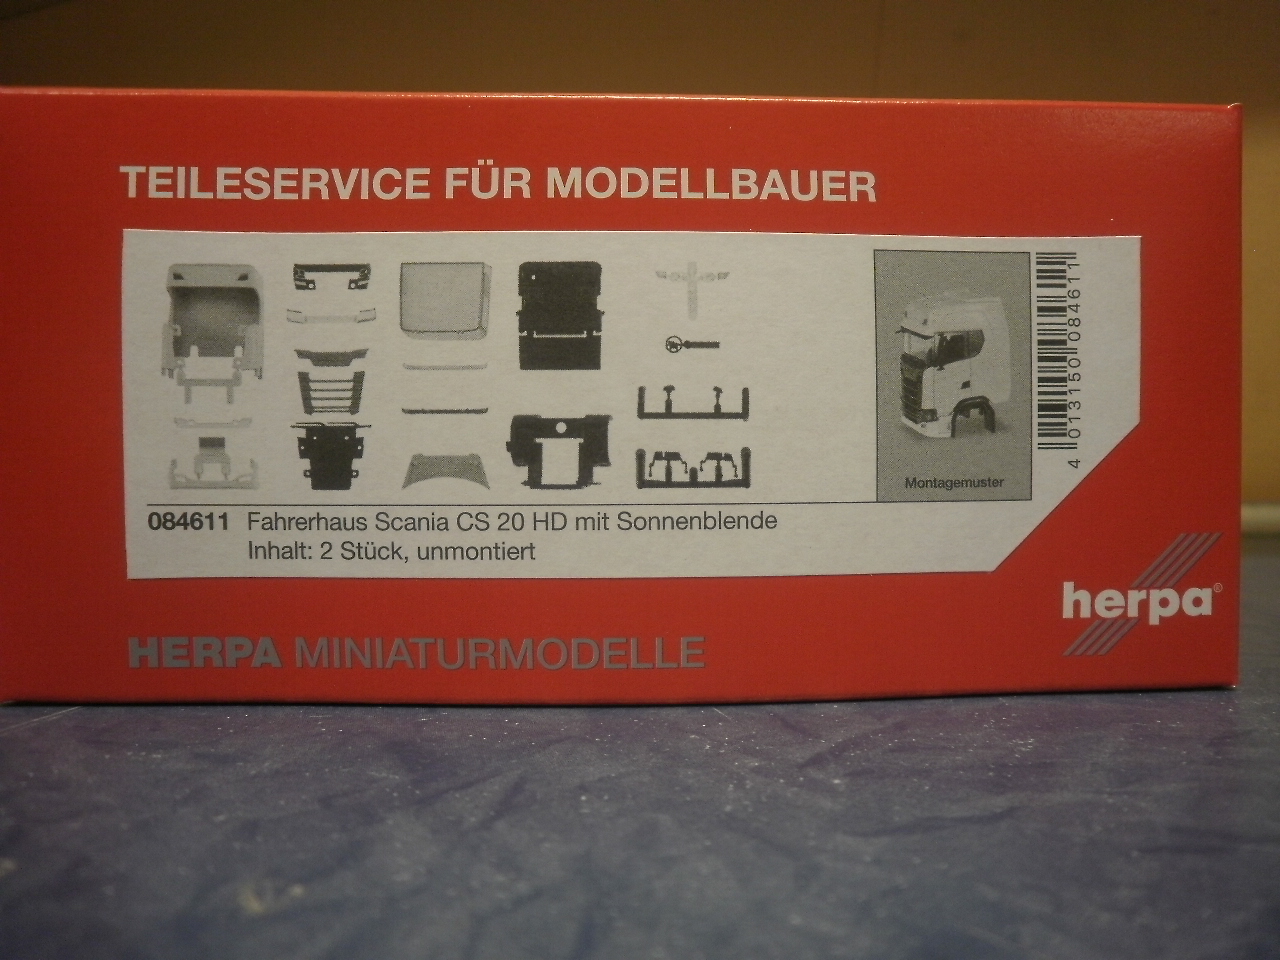 TEILESERVICE FÜR MODELLBAUER
Montagemuster
4 013150 084611
084611 Fahrerhaus Scania CS 20 HD mit Sonnenblende
Inhalt: 2 Stück, unmontiert
herpa®
HERPA MINIATURMODELLE